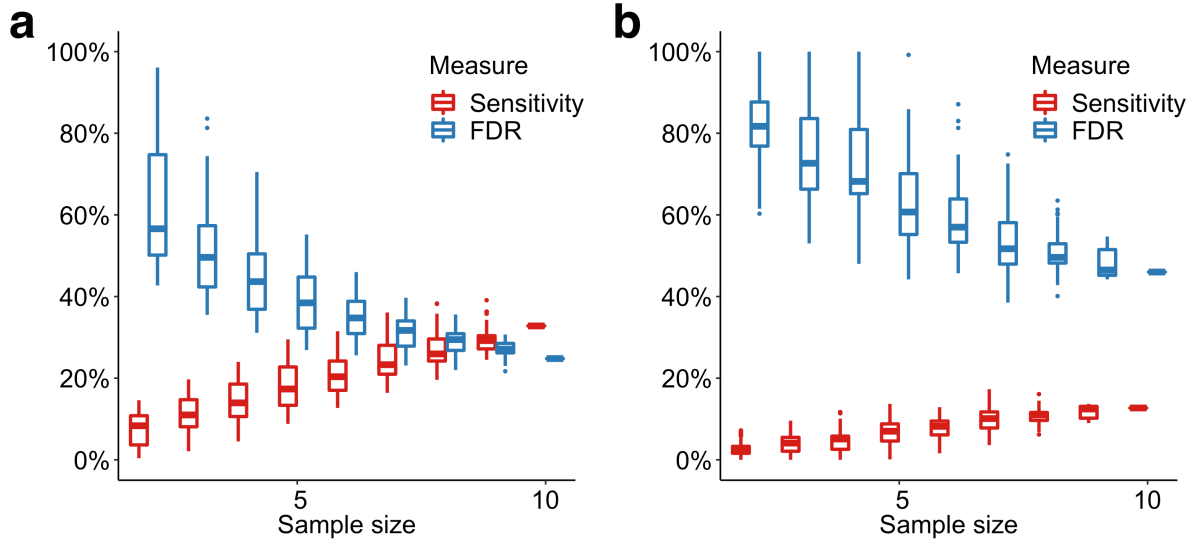 a
100%
80%
60%
40%
20%
0%
5
10
Sample size
Measure
Sensitivity
FDR
b
100%
80%
60%
40%
20%
0%
5
10
Sample size
Measure
Sensitivity
FDR